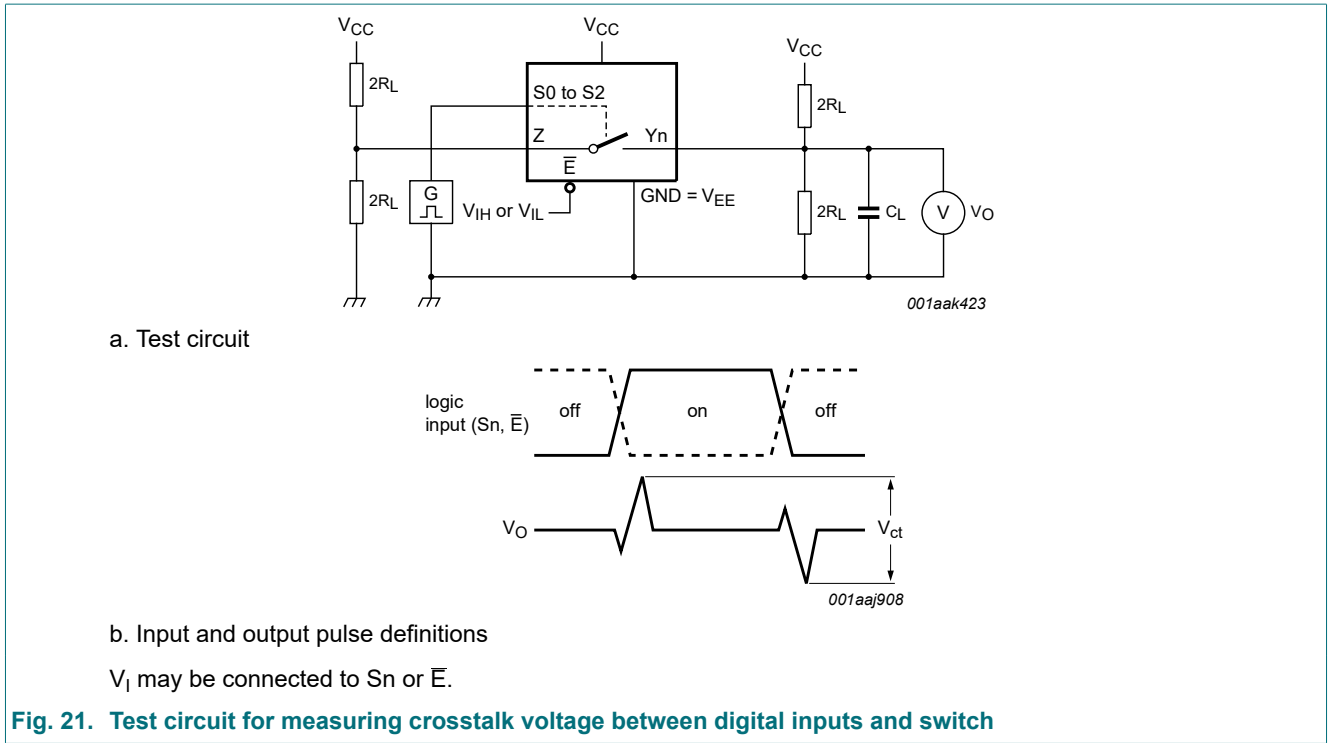 VCC
VCC
VCC
2RL
S0 to S2
2RL
Z
Yn
E̅
G
2RL
VIH or VIL
GND = VEE
2RL
CL
V
VO
001aak423
a. Test circuit
logic
input (Sn, E̅)
off
on
off
VO
Vct
001aaj908
b. Input and output pulse definitions
VI may be connected to Sn or E̅.
Fig. 21. Test circuit for measuring crosstalk voltage between digital inputs and switch